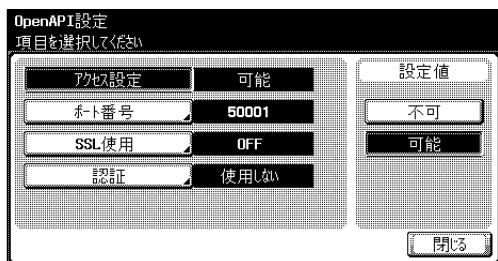 OpenAPI設定
項目を選択してください
アクセス設定 可能
ポート番号 50001
SSL使用 OFF
認証 使用しない
設定値
不可
可能
閉じる